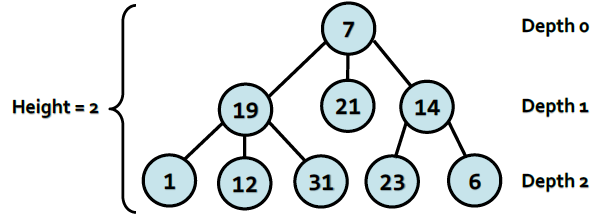 7 Depth 0
Height = 2 19 21 14 Depth 1
1 12 31 23 6 Depth 2